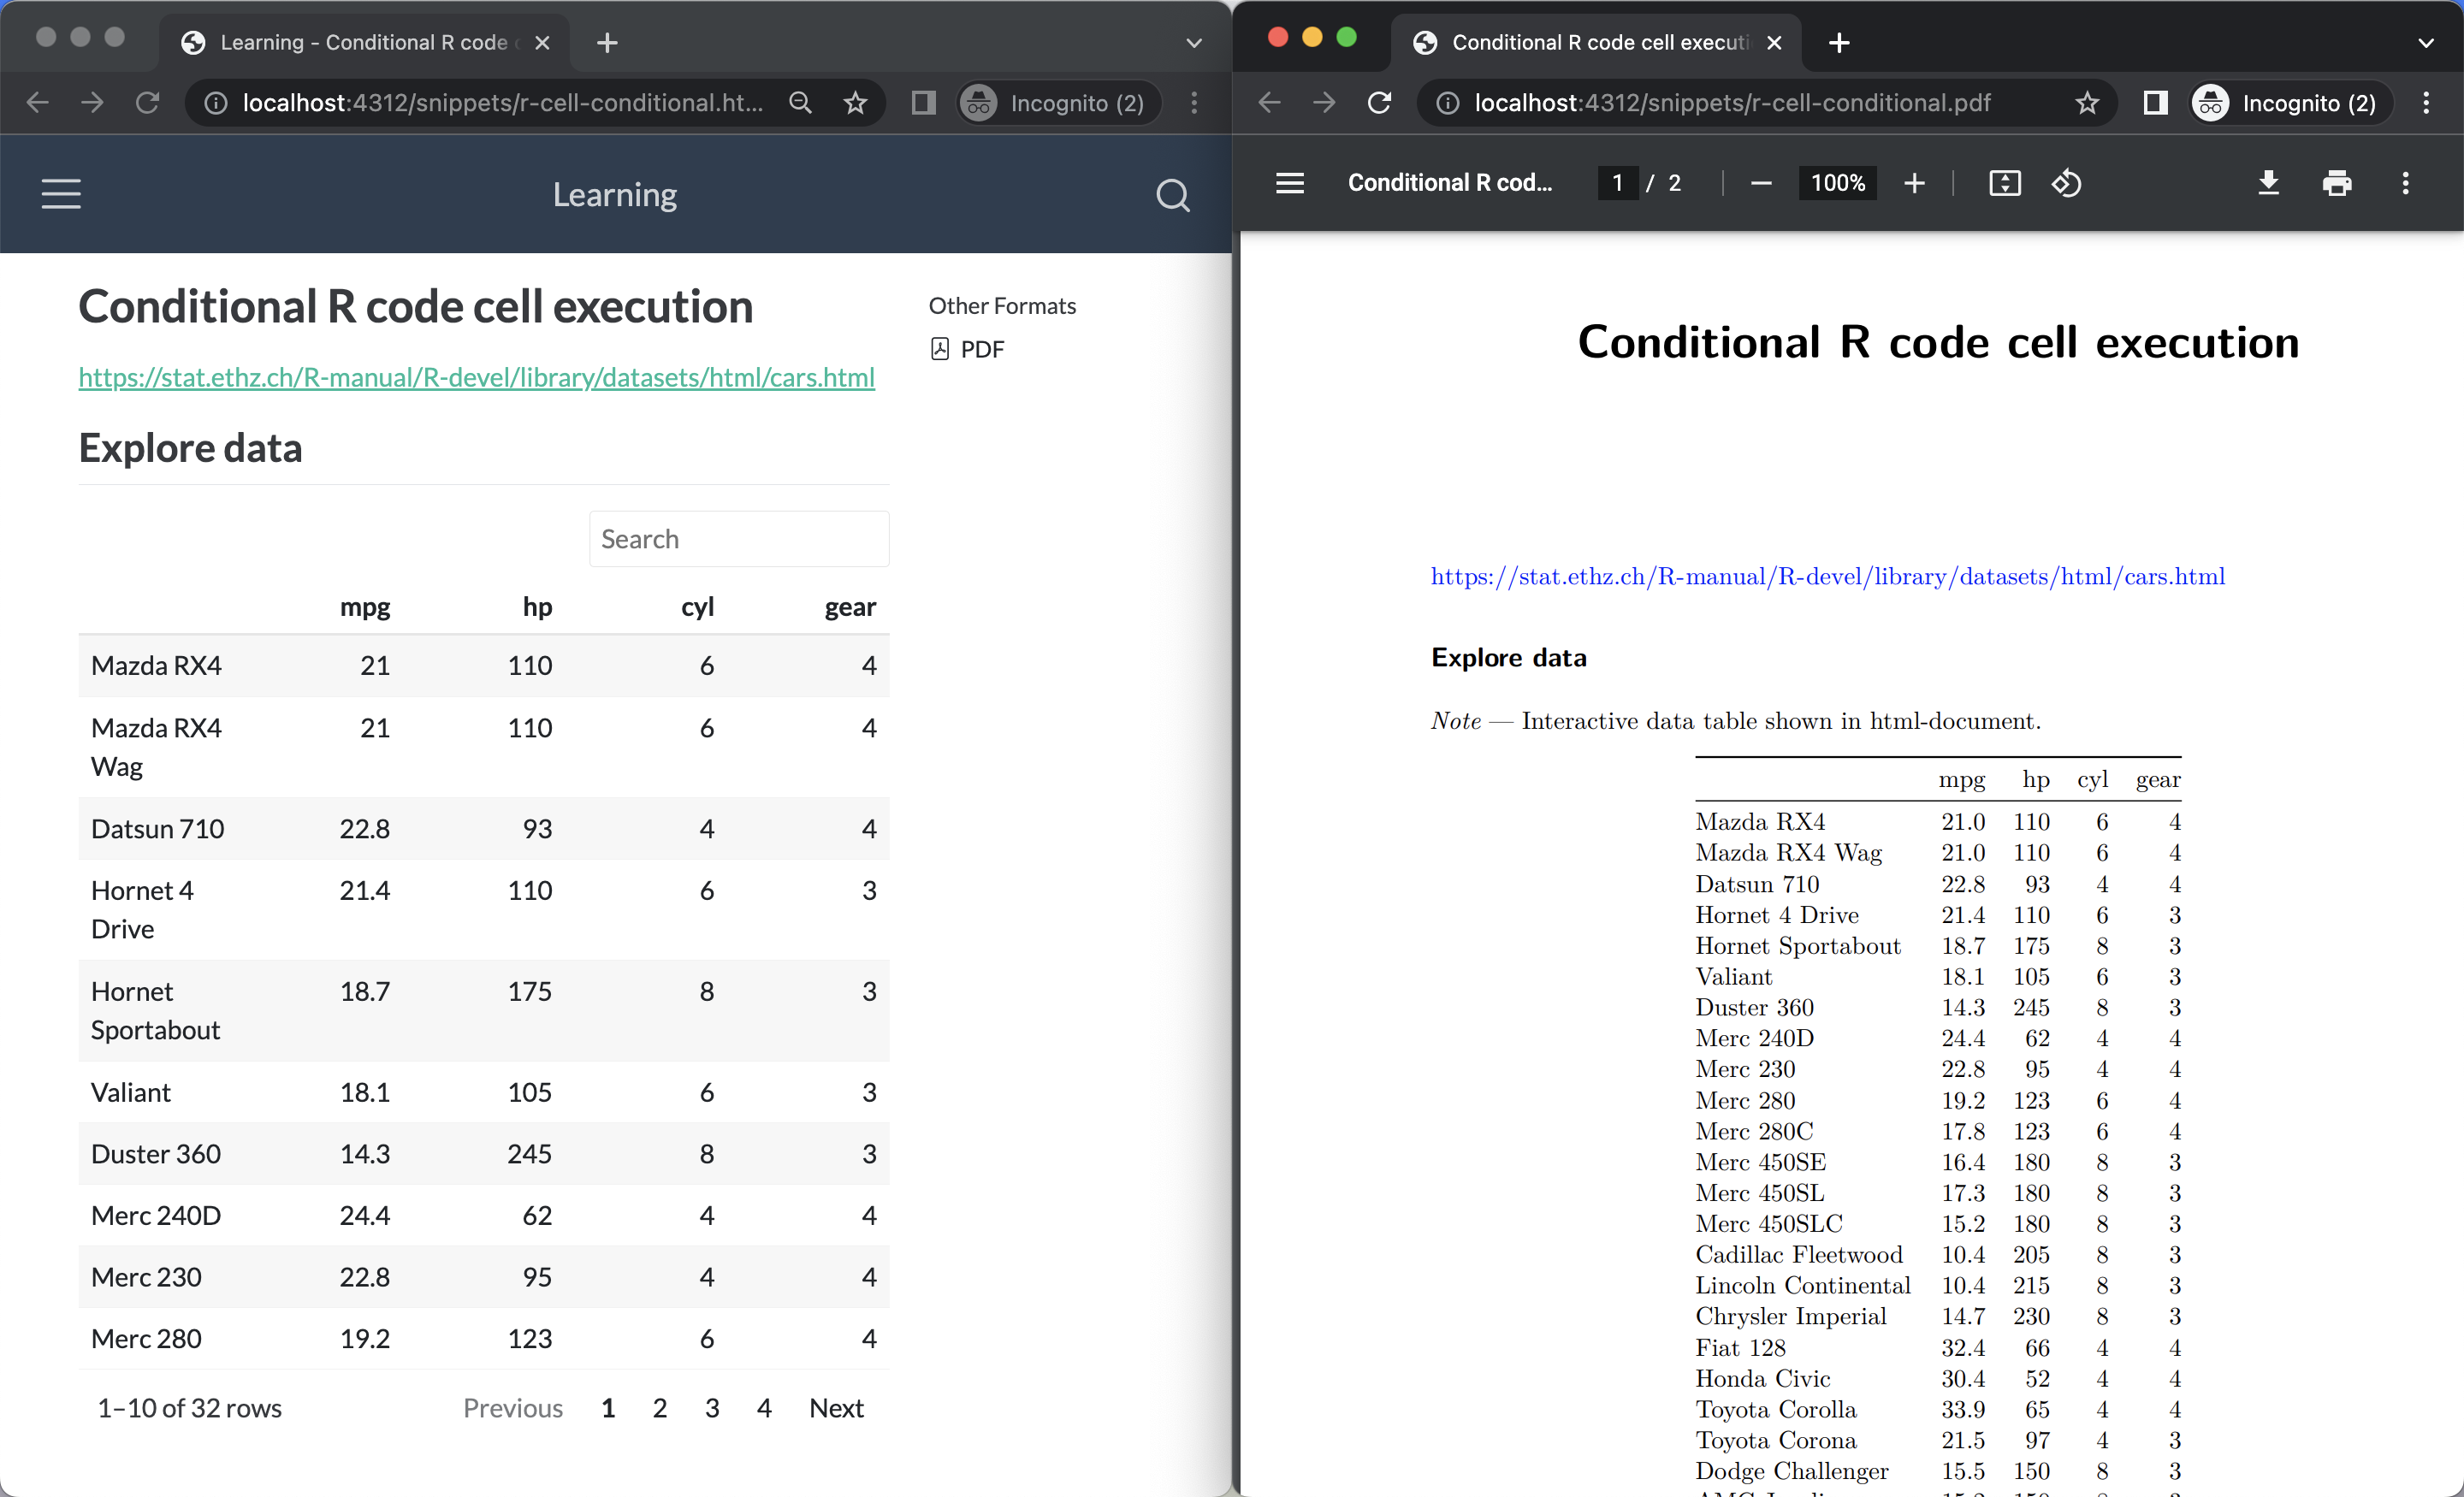 Learning - Conditional R code
localhost:4312/snippets/r-cell-conditional.ht...
Incognito (2)
Learning
Conditional R code cell execution
Other Formats
PDF
https://stat.ethz.ch/R-manual/R-devel/library/datasets/html/cars.html
Explore data
Search
mpg hp cyl gear
Mazda RX4 21 110 6 4
Mazda RX4 21 110 6 4
Wag
Datsun 710 22.8 93 4 4
Hornet 4 21.4 110 6 3
Drive
Hornet 18.7 175 8 3
Sportabout
Valiant 18.1 105 6 3
Duster 360 14.3 245 8 3
Merc 240D 24.4 62 4 4
Merc 230 22.8 95 4 4
Merc 280 19.2 123 6 4
1–10 of 32 rows Previous 1 2 3 4 Next
Conditional R code cell executi
localhost:4312/snippets/r-cell-conditional.pdf
Incognito (2)
Conditional R cod... 1 / 2 100%
Conditional R code cell execution
https://stat.ethz.ch/R-manual/R-devel/library/datasets/html/cars.html
Explore data
Note — Interactive data table shown in html-document.
mpg hp cyl gear
Mazda RX4 21.0 110 6 4
Mazda RX4 Wag 21.0 110 6 4
Datsun 710 22.8 93 4 4
Hornet 4 Drive 21.4 110 6 3
Hornet Sportabout 18.7 175 8 3
Valiant 18.1 105 6 3
Duster 360 14.3 245 8 3
Merc 240D 24.4 62 4 4
Merc 230 22.8 95 4 4
Merc 280 19.2 123 6 4
Merc 280C 17.8 123 6 4
Merc 450SE 16.4 180 8 3
Merc 450SL 17.3 180 8 3
Merc 450SLC 15.2 180 8 3
Cadillac Fleetwood 10.4 205 8 3
Lincoln Continental 10.4 215 8 3
Chrysler Imperial 14.7 230 8 3
Fiat 128 32.4 66 4 4
Honda Civic 30.4 52 4 4
Toyota Corolla 33.9 65 4 4
Toyota Corona 21.5 97 4 3
Dodge Challenger 15.5 150 8 3